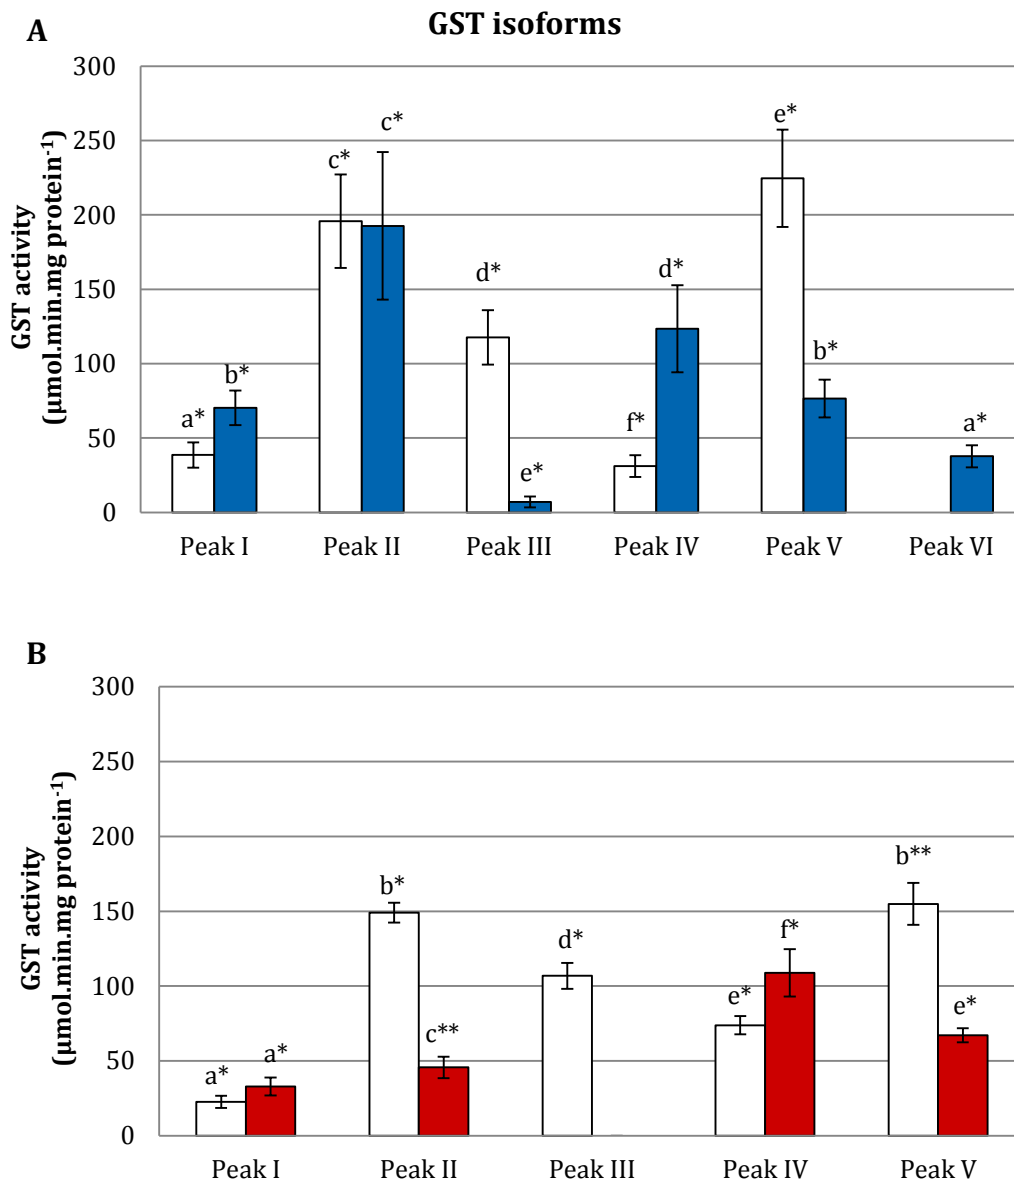 GST isoforms
A
GST activity
(µmol.min.mg protein-1)
300
250
200
150
100
50
0
a*
b*
c*
c*
d*
e*
f*
d*
e*
b*
a*
Peak I
Peak II
Peak III
Peak IV
Peak V
Peak VI
B
GST activity
(µmol.min.mg protein-1)
300
250
200
150
100
50
0
a*
a*
b*
c**
d*
e*
f*
b**
e*
Peak I
Peak II
Peak III
Peak IV
Peak V